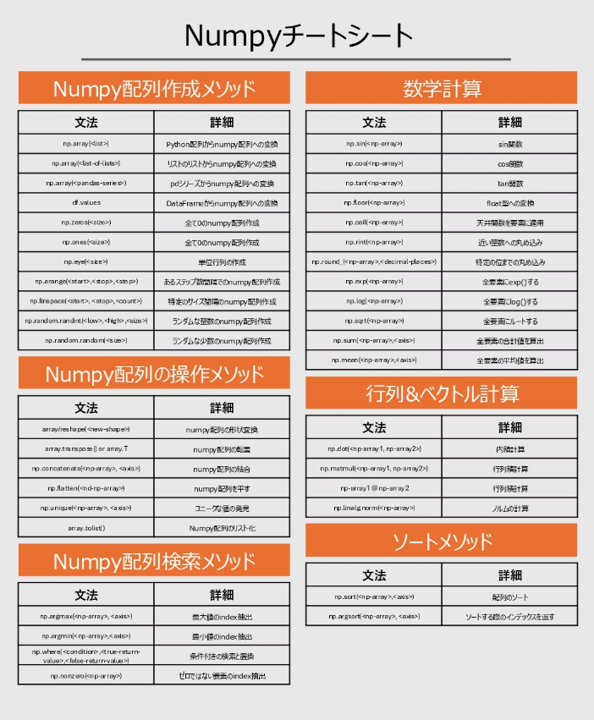 Numpyチートシート
Numpy配列作成メソッド
文法 詳細
np.array(<list>) Python配列からnumpy配列への変換
np.array(<list-of-lists>) リストのリストからnumpy配列への変換
np.array(<pandas-series>) pdシリーズからnumpy配列への変換
df.values DataFrameからnumpy配列への変換
np.zeros(<size>) 全て0のnumpy配列作成
np.ones(<size>) 全て0のnumpy配列作成
np.eye(<size>) 単位行列の作成
np.arange(<start>, <stop>, <step>) あるステップ数間隔でのnumpy配列作成
np.linspace(<start>, <stop>, <count>) 特定のサイズ間隔のnumpy配列作成
np.random.randint(<low>, <high>, <size>) ランダムな整数のnumpy配列作成
np.random.random(<size>) ランダムな少数のnumpy配列作成
Numpy配列の操作メソッド
文法 詳細
array.reshape(<new-shape>) numpy配列の形状変換
array.transpose() or array.T numpy配列の転置
np.concatenate(<np-array>, <axis>) numpy配列の結合
np.flatten(<nd-np-array>) numpy配列を平す
np.unique(<np-array>, <axis>) ユニークな値の発見
array.tolist() Numpy配列のリスト化
Numpy配列検索メソッド
文法 詳細
np.argmax(<np-array>, <axis>) 最大値のindex抽出
np.argmin(<np-array>,<axis>) 最小値のindex抽出
np.where(<condition>,<true-return-
value>,<false-return-value>) 条件付きの検索と置換
np.nonzero(<np-array>) ゼロではない要素のindex抽出
数学計算
文法 詳細
np.sin(<np-array>) sin関数
np.cos(<np-array>) cos関数
np.tan(<np-array>) tan関数
np.floor(<np-array>) float型への変換
np.ceil(<np-array>) 天井関数を要素に適用
np.rint(<np-array>) 近い整数への丸め込み
np.round_(<np-array>,<decimal-places>) 特定の位までの丸め込み
np.exp(<np-array>) 全要素にexp()する
np.log(<np-array>) 全要素にlog()する
np.sqrt(<np-array>) 全要素にルートする
np.sum(<np-array>,<axis>) 全要素の合計値を算出
np.mean(<np-array>,<axis>) 全要素の平均値を算出
行列&ベクトル計算
文法 詳細
np.dot(<np-array1, np-array2>) 内積計算
np.matmul(<np-array1, np-array2>) 行列積計算
np-array1 @ np-array2 行列積計算
np.linalg.norm(<np-array>) ノルムの計算
ソートメソッド
文法 詳細
np.sort(<np-array>,<axis>) 配列のソート
np.argsort(<np-array>, <axis>) ソートする際のインデックスを返す